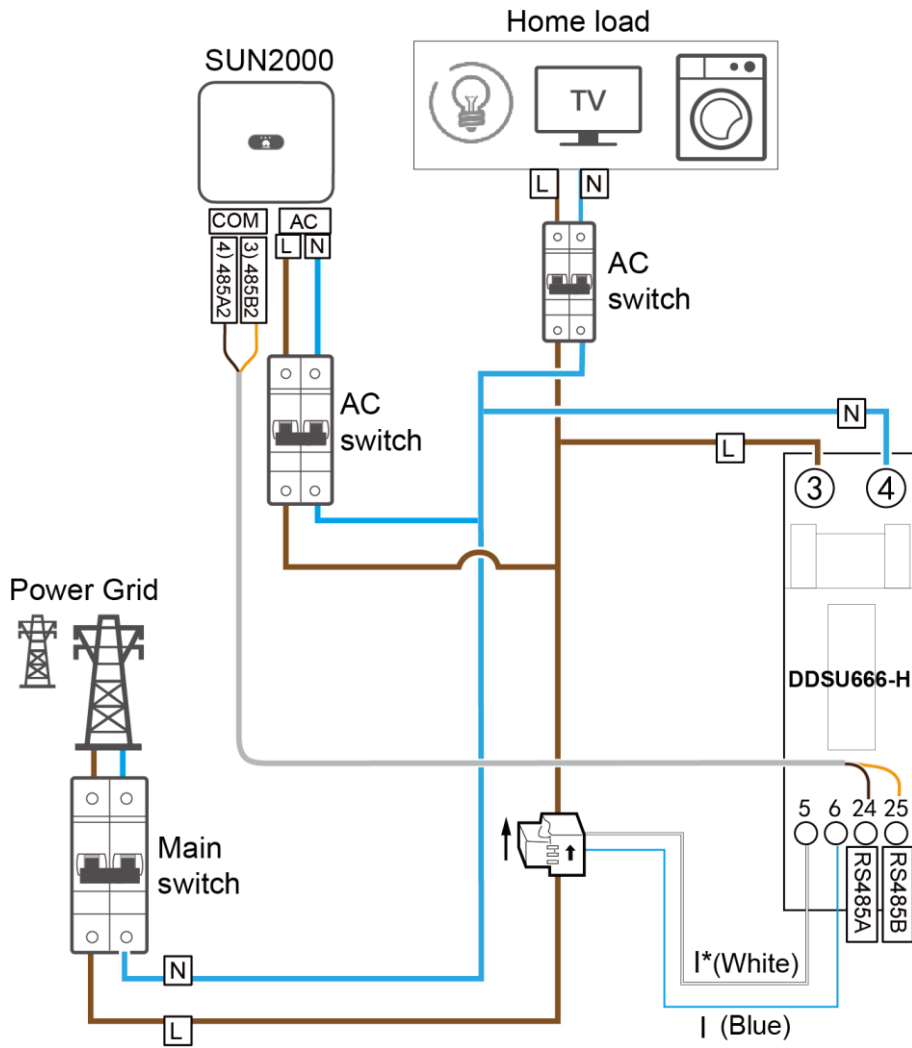 Home load
SUN2000
TV
L N
COM AC
L N
4) 485A2
3) 485B2
AC
switch
AC
switch
N
L
3 4
Power Grid
DDSU666-H
5 6 24 25
RS485A
RS485B
Main
switch
I*(White)
N
I (Blue)
L